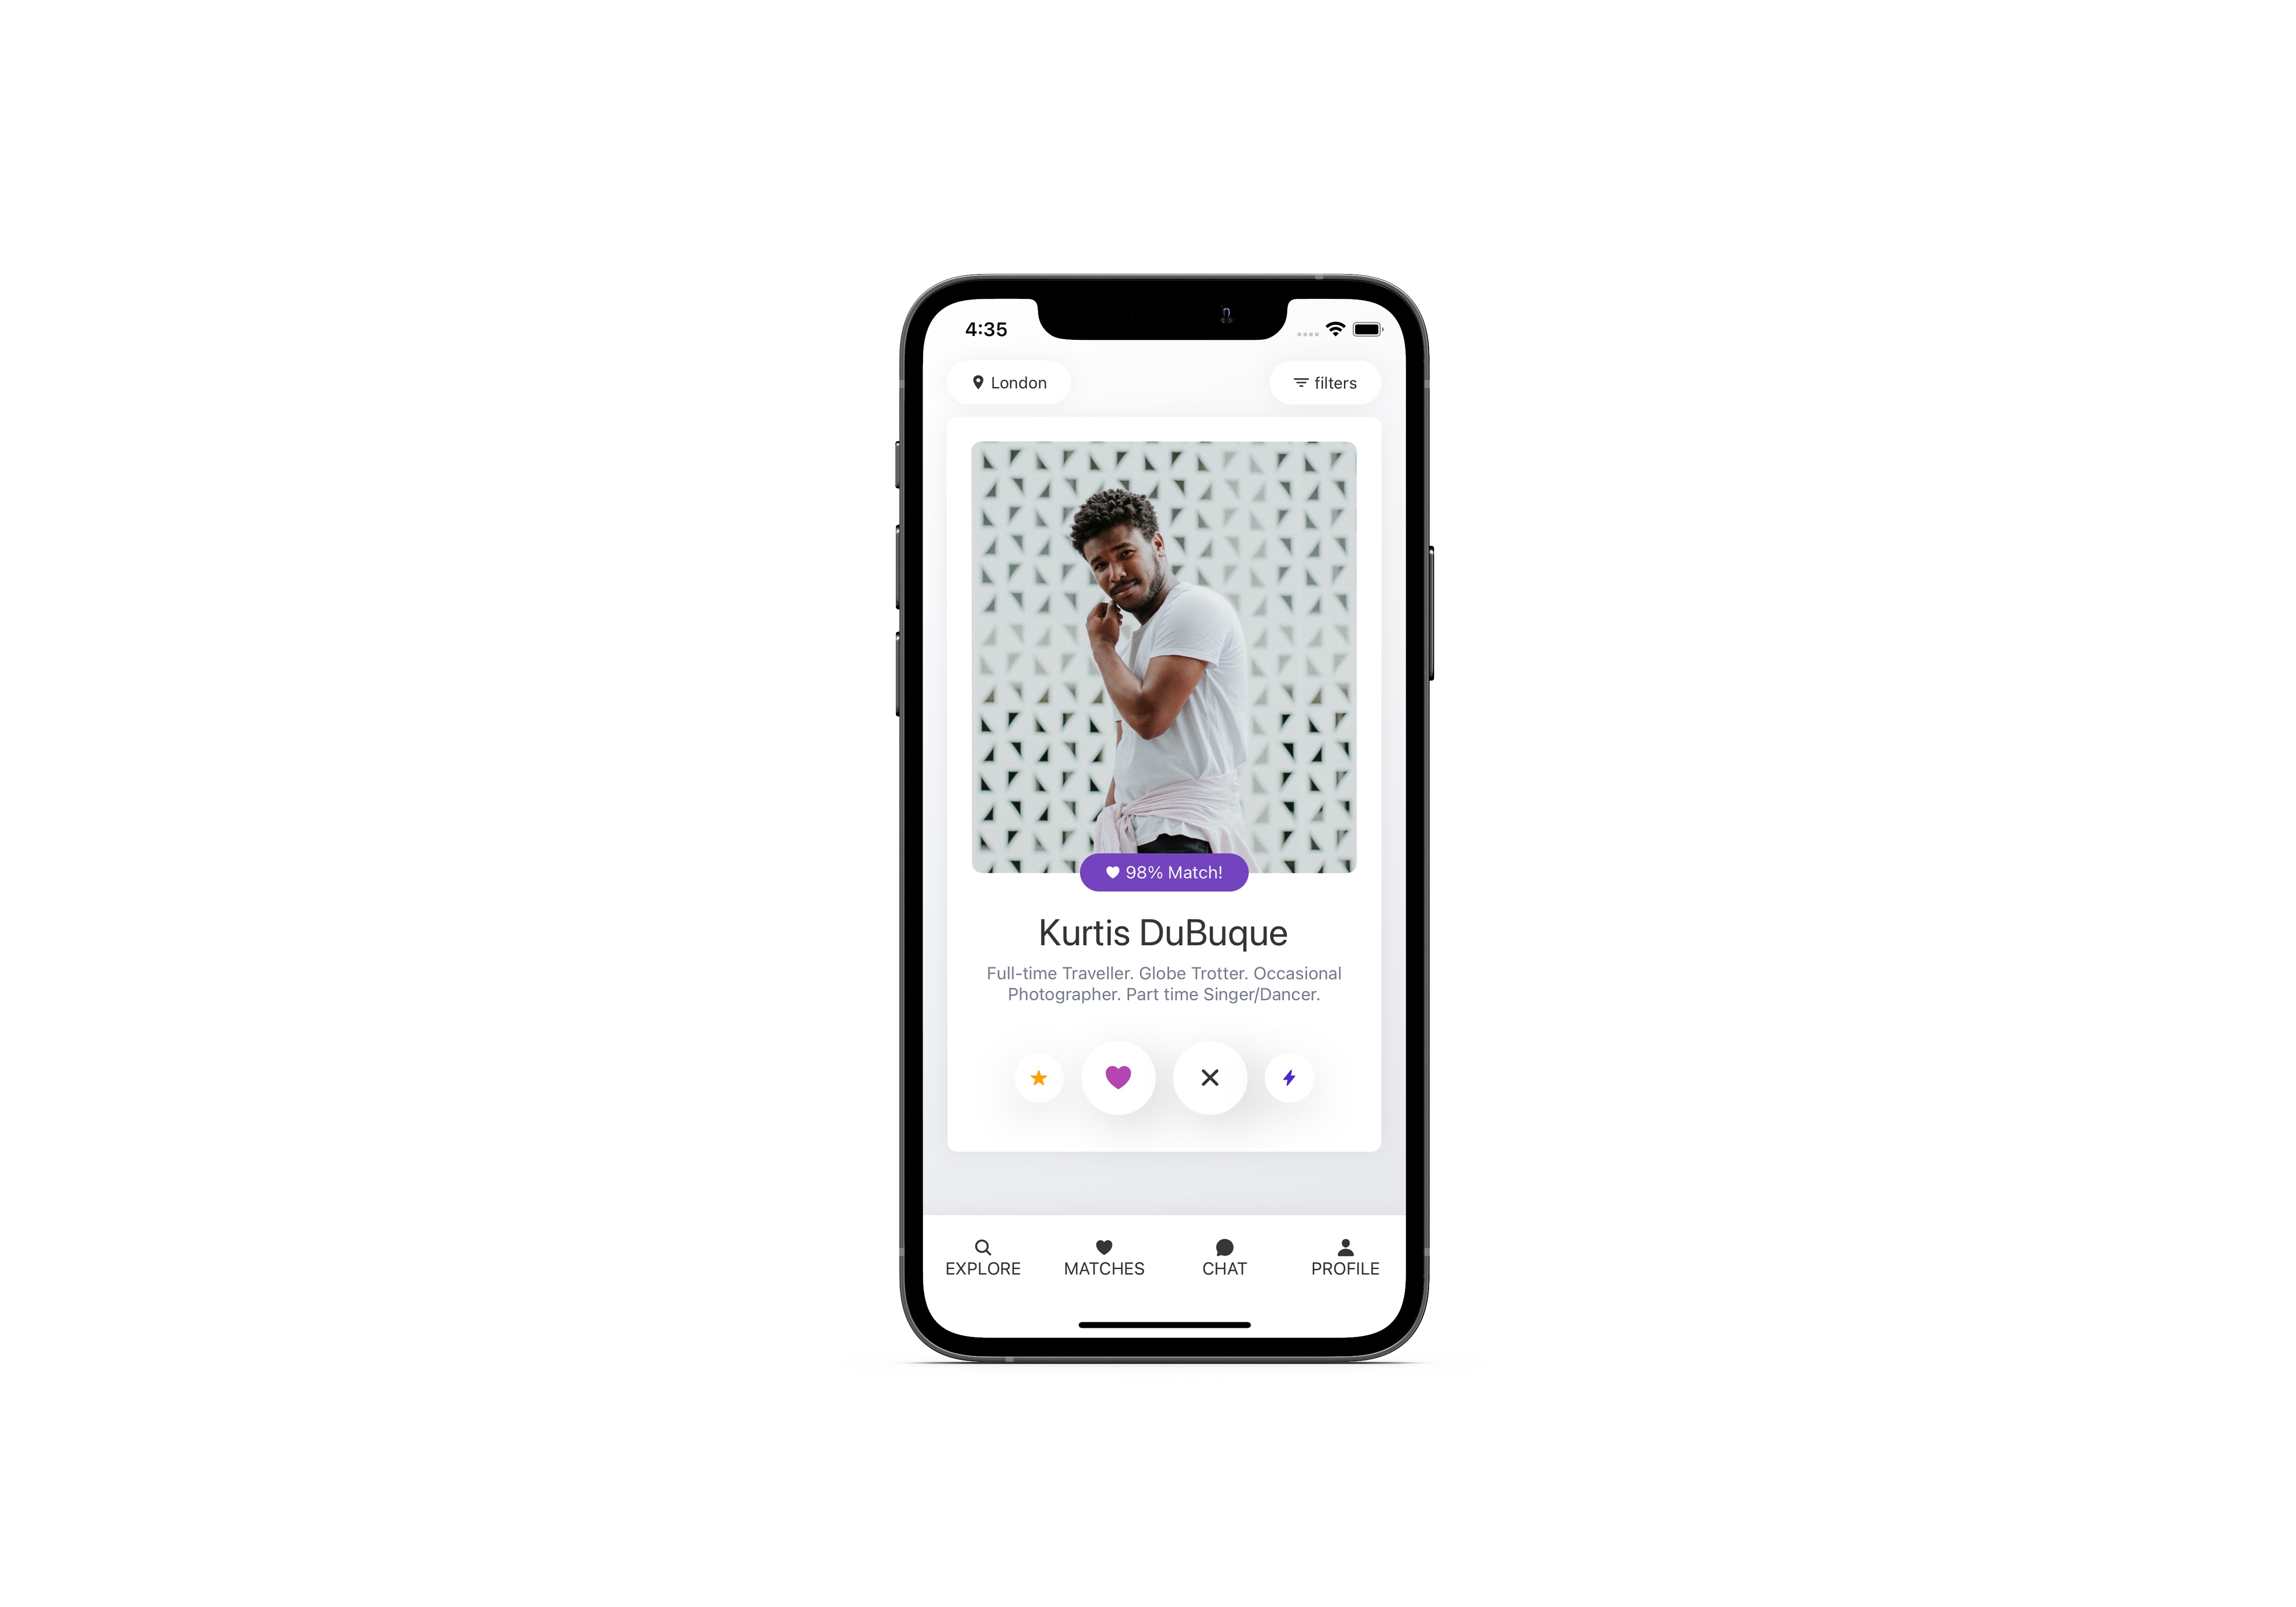 4:35
London
filters
98% Match!
Kurtis DuBuque
Full-time Traveller. Globe Trotter. Occasional
Photographer. Part time Singer/Dancer.
EXPLORE
MATCHES
CHAT
PROFILE